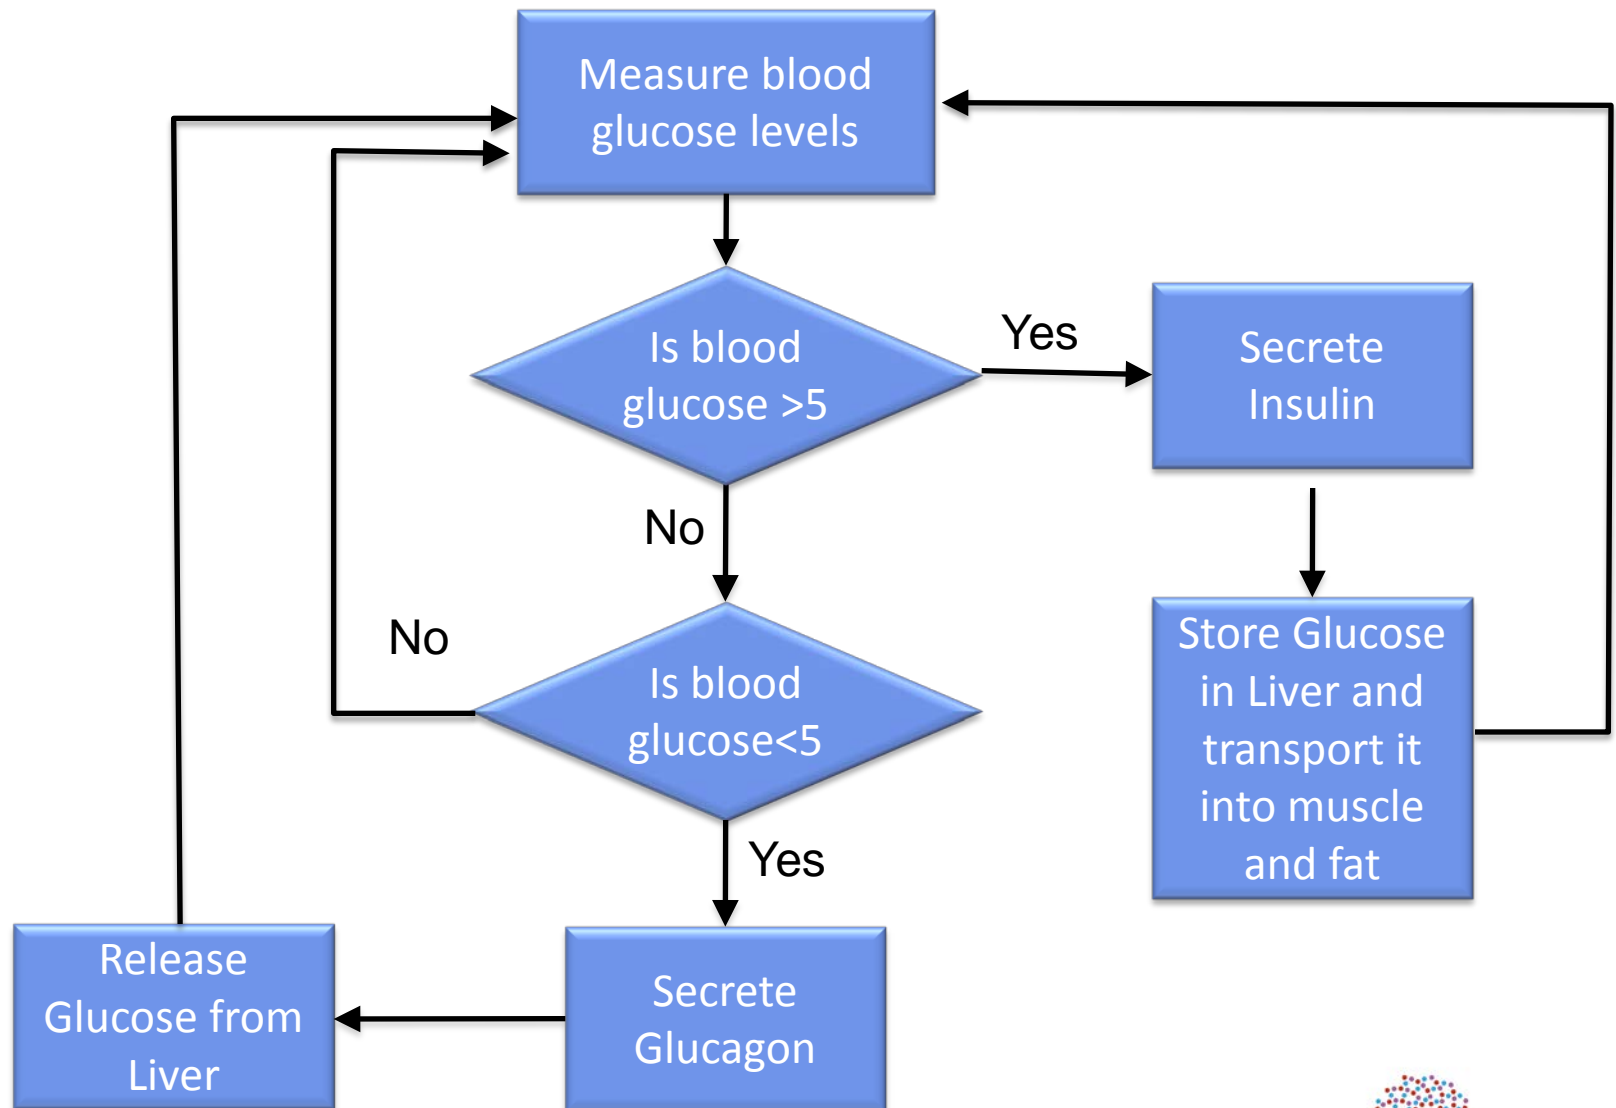 Measure blood
glucose levels
Is blood
glucose >5
Yes
Secrete
Insulin
No
Store Glucose
in Liver and
transport it
into muscle
and fat
No
Is blood
glucose<5
Yes
Secrete
Glucagon
Release
Glucose from
Liver